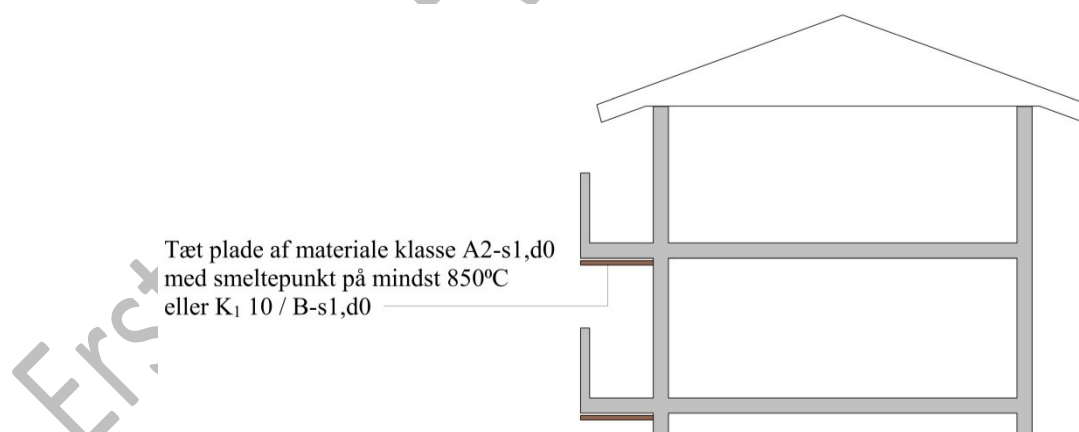 Tæt plade af materiale klasse A2-s1,d0
med smeltepunkt på mindst 850ºC
eller K₁ 10 / B-s1,d0